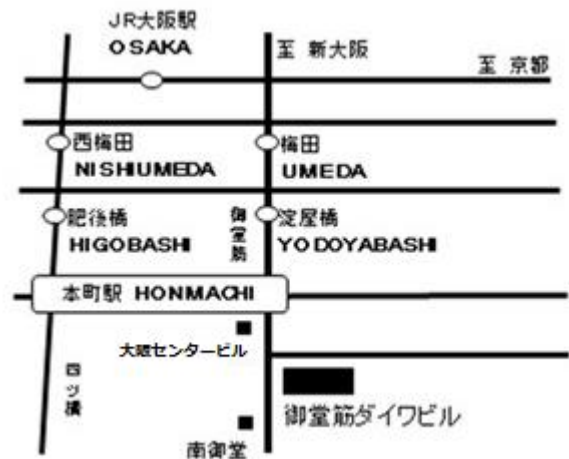 JR大阪駅
OSAKA
至 新大阪
至 京都
西梅田
NISHIUMEDA
梅田
UMEDA
肥後橋
HIGOBASHI
御堂筋
淀屋橋
YODOYABASHI
本町駅 HONMACHI
大阪センタービル
四ツ橋
御堂筋ダイワビル
南御堂